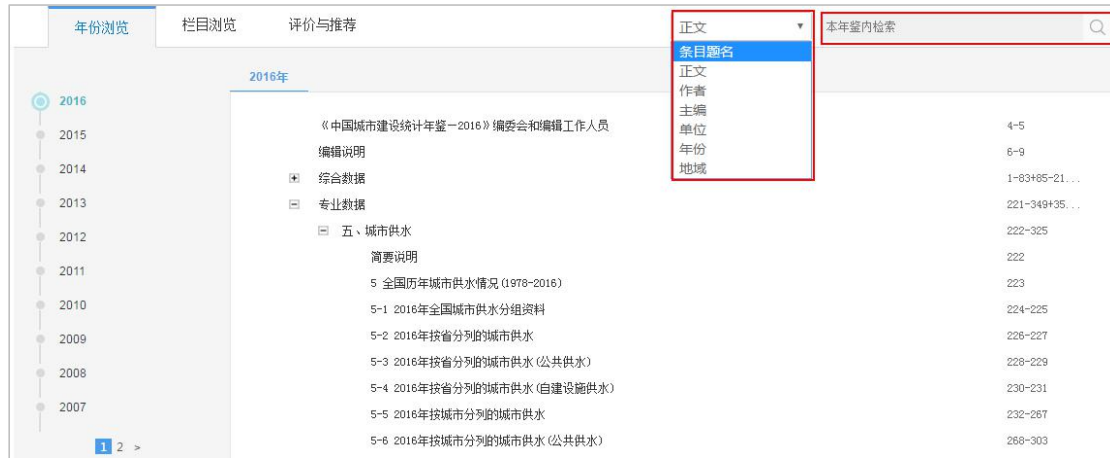 年份浏览 栏目浏览 评价与推荐 正文 本年鉴内检索
条目题名
正文
作者
主编
单位
年份
地域
2016年
2016
2015
2014
2013
2012
2011
2010
2009
2008
2007
1 2 >
《中国城市建设统计年鉴—2016》编委会和编辑工作人员 4-5
编辑说明 6-9
综合数据 1-83+85-21...
专业数据 221-349+35...
五、城市供水 222-325
简要说明 222
5 全国历年城市供水情况(1978-2016) 223
5-1 2016年全国城市供水分组资料 224-225
5-2 2016年按省分列的城市供水 226-227
5-3 2016年按省分列的城市供水(公共供水) 228-229
5-4 2016年按省分列的城市供水(自建设施供水) 230-231
5-5 2016年按城市分列的城市供水 232-267
5-6 2016年按城市分列的城市供水(公共供水) 268-303